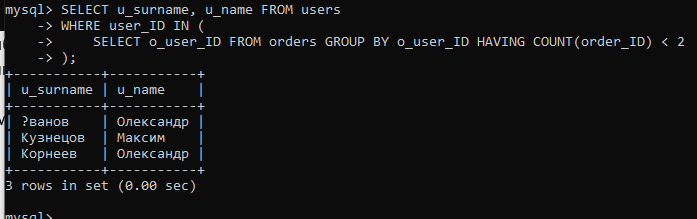 mysql> SELECT u_surname, u_name FROM users
    -> WHERE user_ID IN (
    ->     SELECT o_user_ID FROM orders GROUP BY o_user_ID HAVING COUNT(order_ID) < 2
    -> );
+-----------+-----------+
| u_surname | u_name    |
+-----------+-----------+
| ?ванов    | Олександр |
| Кузнецов  | Максим    |
| Корнеев   | Олександр |
+-----------+-----------+
3 rows in set (0.00 sec)
mysql>